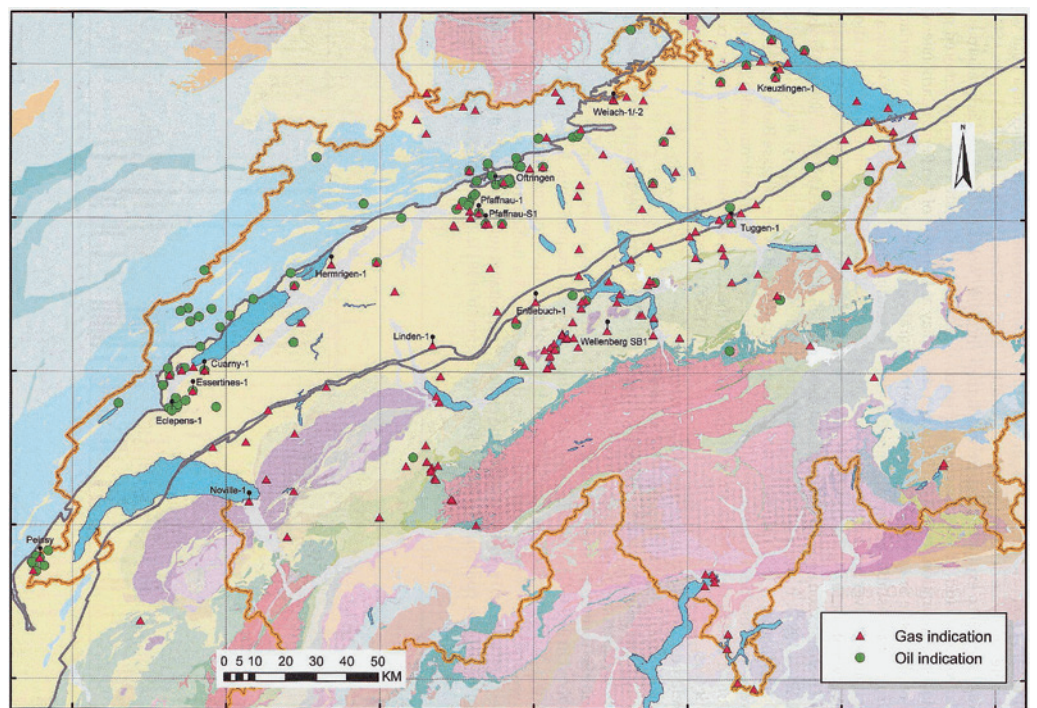 Kreuzlingen-1
Weiach-1/-2
N
Oftringen
Pfaffnau-1
Pfaffnau-S1
Tuggen-1
Hermrigen-1
Entlebuch-1
Linden-1
Wellenberg SB1
Cuarny-1
Essertines-1
Eclepens-1
Noville-1
Peissy
Gas indication
Oil indication
0 5 10 20 30 40 50
KM